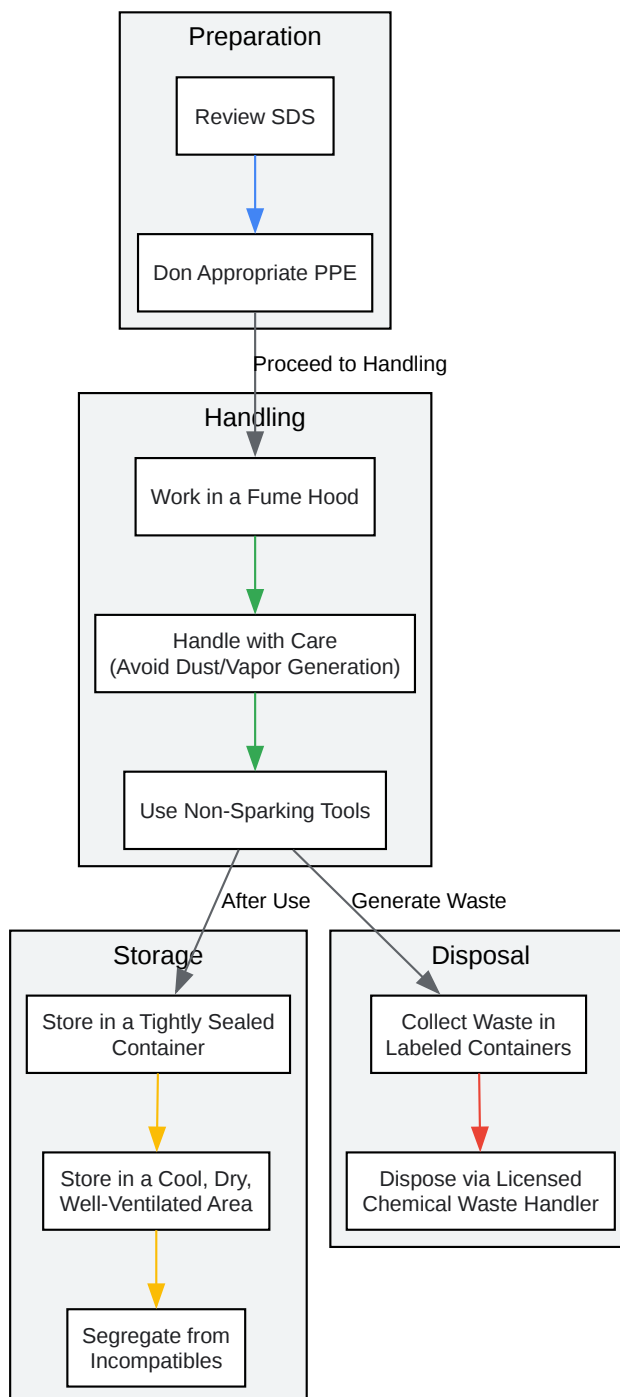 Preparation
Review SDS
Don Appropriate PPE
Proceed to Handling
Handling
Work in a Fume Hood
Handle with Care
(Avoid Dust/Vapor Generation)
Use Non-Sparking Tools
After Use
Generate Waste
Storage
Store in a Tightly Sealed
Container
Store in a Cool, Dry,
Well-Ventilated Area
Segregate from
Incompatibles
Disposal
Collect Waste in
Labeled Containers
Dispose via Licensed
Chemical Waste Handler